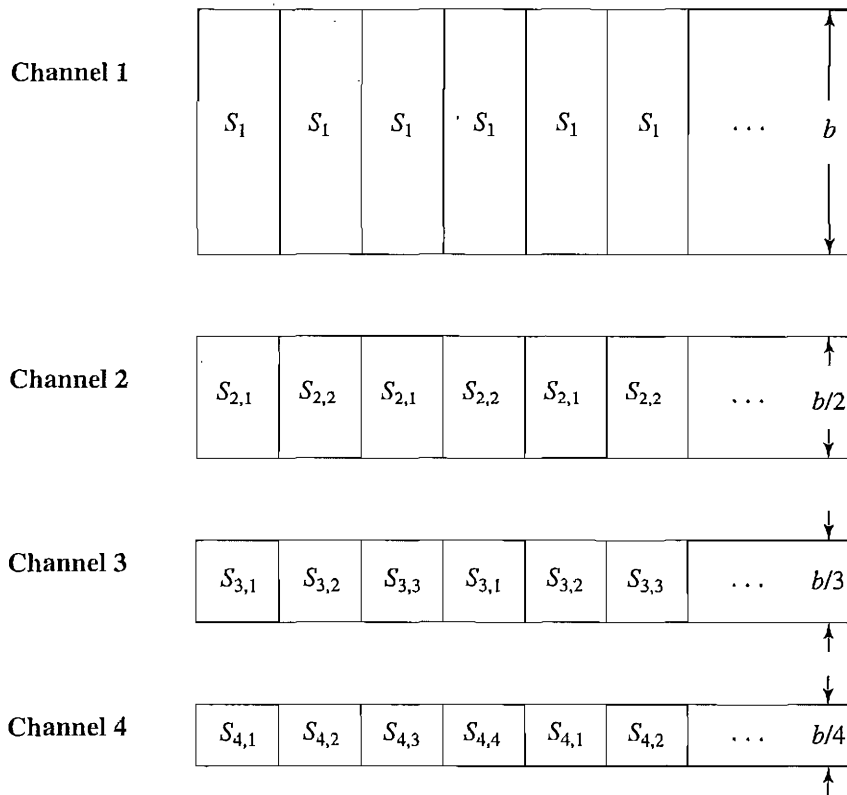 Channel 1
S₁ S₁ S₁ S₁ S₁ S₁ ... b
Channel 2
S₂,₁ S₂,₂ S₂,₁ S₂,₂ S₂,₁ S₂,₂ ... b/2
Channel 3
S₃,₁ S₃,₂ S₃,₃ S₃,₁ S₃,₂ S₃,₃ ... b/3
Channel 4
S₄,₁ S₄,₂ S₄,₃ S₄,₄ S₄,₁ S₄,₂ ... b/4